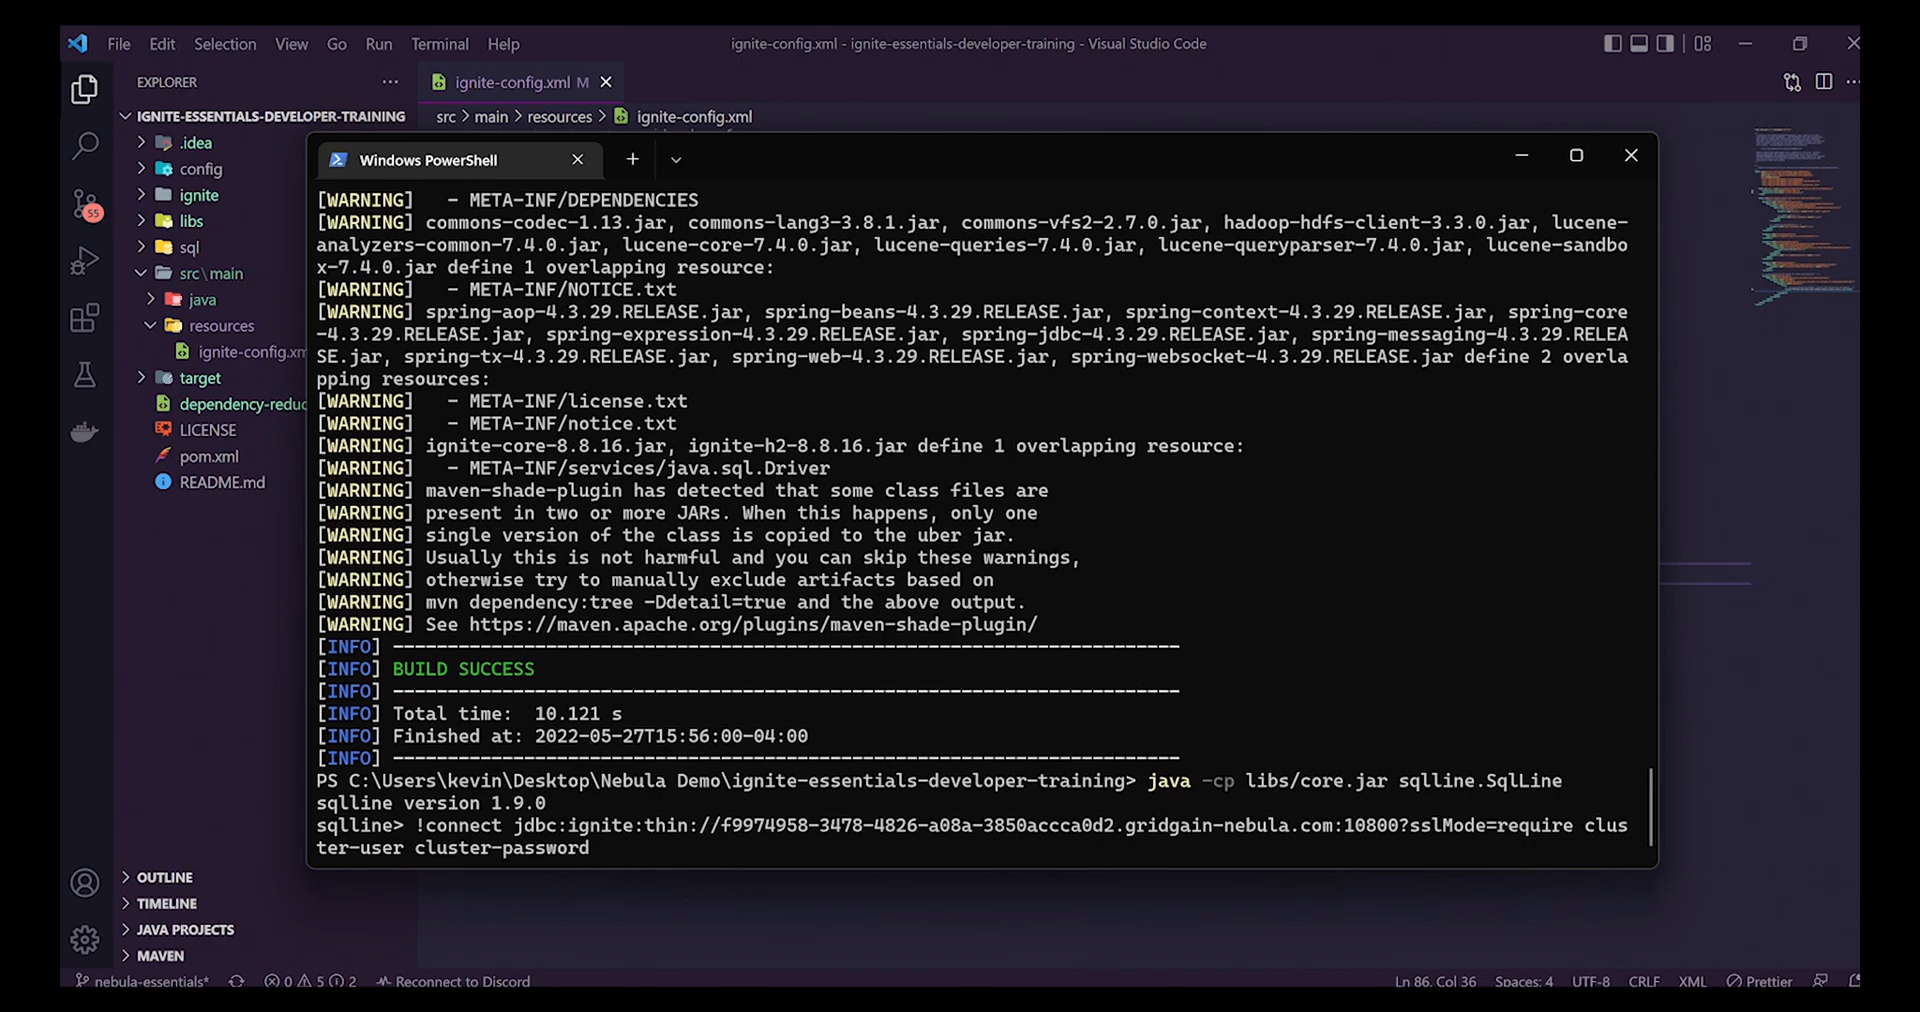 File Edit Selection View Go Run Terminal Help
ignite-config.xml - ignite-essentials-developer-training - Visual Studio Code
EXPLORER
ignite-config.xml M
IGNITE-ESSENTIALS-DEVELOPER-TRAINING
src > main > resources > ignite-config.xml
.idea
config
ignite
libs
sql
src\main
java
resources
ignite-config.xm
target
dependency-reduc
LICENSE
pom.xml
README.md
55
Windows PowerShell
[WARNING]   - META-INF/DEPENDENCIES
[WARNING] commons-codec-1.13.jar, commons-lang3-3.8.1.jar, commons-vfs2-2.7.0.jar, hadoop-hdfs-client-3.3.0.jar, lucene-
analyzers-common-7.4.0.jar, lucene-core-7.4.0.jar, lucene-queries-7.4.0.jar, lucene-queryparser-7.4.0.jar, lucene-sandbo
x-7.4.0.jar define 1 overlapping resource:
[WARNING]   - META-INF/NOTICE.txt
[WARNING] spring-aop-4.3.29.RELEASE.jar, spring-beans-4.3.29.RELEASE.jar, spring-context-4.3.29.RELEASE.jar, spring-core
-4.3.29.RELEASE.jar, spring-expression-4.3.29.RELEASE.jar, spring-jdbc-4.3.29.RELEASE.jar, spring-messaging-4.3.29.RELEA
SE.jar, spring-tx-4.3.29.RELEASE.jar, spring-web-4.3.29.RELEASE.jar, spring-websocket-4.3.29.RELEASE.jar define 2 overla
pping resources:
[WARNING]   - META-INF/license.txt
[WARNING]   - META-INF/notice.txt
[WARNING] ignite-core-8.8.16.jar, ignite-h2-8.8.16.jar define 1 overlapping resource:
[WARNING]   - META-INF/services/java.sql.Driver
[WARNING] maven-shade-plugin has detected that some class files are
[WARNING] present in two or more JARs. When this happens, only one
[WARNING] single version of the class is copied to the uber jar.
[WARNING] Usually this is not harmful and you can skip these warnings,
[WARNING] otherwise try to manually exclude artifacts based on
[WARNING] mvn dependency:tree -Ddetail=true and the above output.
[WARNING] See https://maven.apache.org/plugins/maven-shade-plugin/
[INFO] ------------------------------------------------------------------------
[INFO] BUILD SUCCESS
[INFO] ------------------------------------------------------------------------
[INFO] Total time:  10.121 s
[INFO] Finished at: 2022-05-27T15:56:00-04:00
[INFO] ------------------------------------------------------------------------
PS C:\Users\kevin\Desktop\Nebula Demo\ignite-essentials-developer-training> java -cp libs/core.jar sqlline.SqlLine
sqlline version 1.9.0
sqlline> !connect jdbc:ignite:thin://f9974958-3478-4826-a08a-3850accca0d2.gridgain-nebula.com:10800?sslMode=require clus
ter-user cluster-password
OUTLINE
TIMELINE
JAVA PROJECTS
MAVEN
nebula-essentials* 0 5 2 Reconnect to Discord
Ln 86, Col 36 Spaces: 4 UTF-8 CRLF XML Prettier